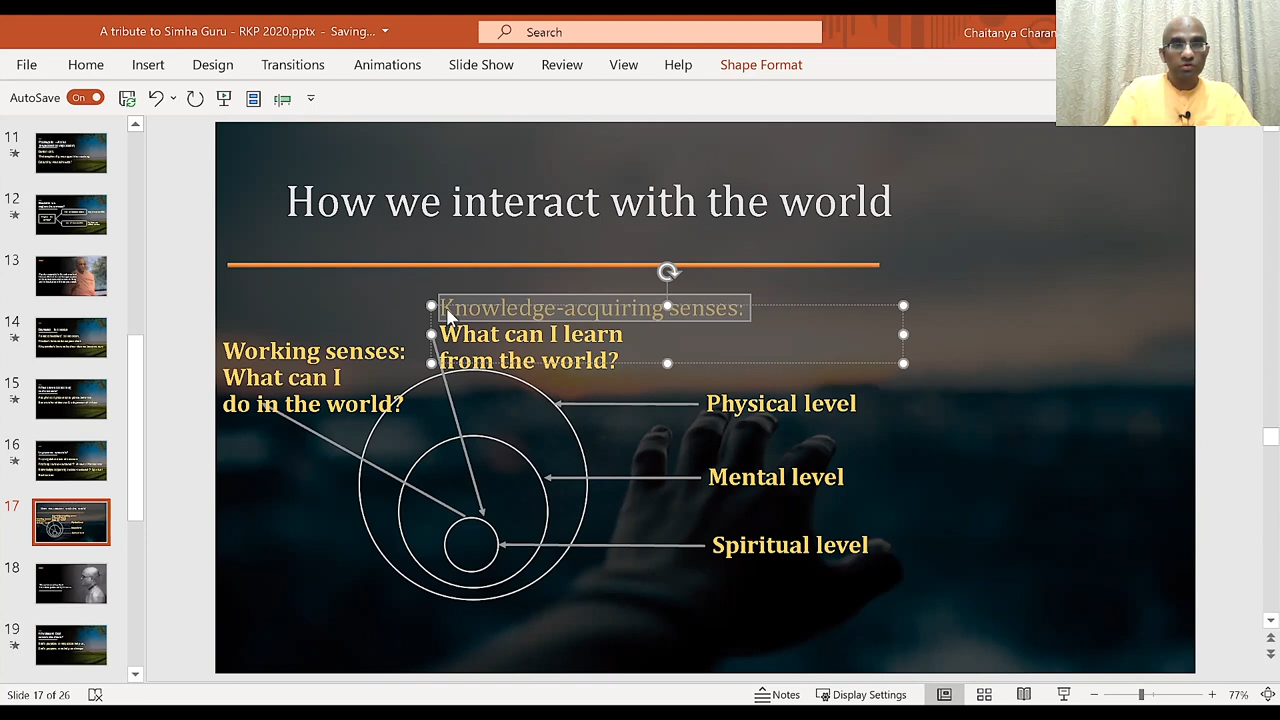 A tribute to Simha Guru - RKP 2020.pptx - Saving...
Search
Chaitanya Charan
File Home Insert Design Transitions Animations Slide Show Review View Help Shape Format
AutoSave On
11
12
13
14
15
16
17
18
19
How we interact with the world
Knowledge-acquiring senses:
What can I learn
from the world?
Working senses:
What can I
do in the world?
Physical level
Mental level
Spiritual level
Slide 17 of 26
Notes
Display Settings
77%